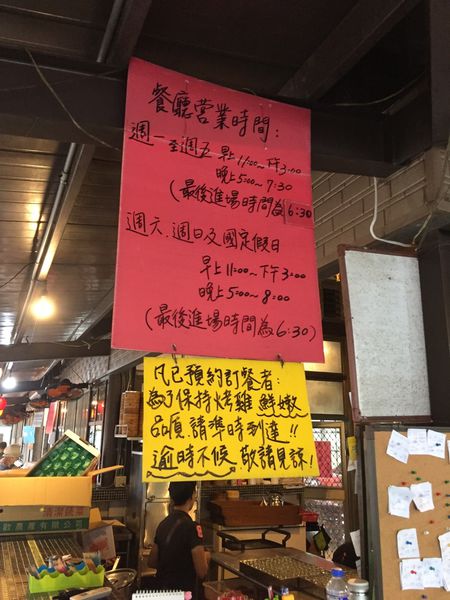 餐廳營業時間：
週一至週五 早上11:00~下午3:00
晚上5:00~7:30
(最後進場時間為6:30
週六、週日及國定假日
早上11:00~下午3:00
晚上5:00~8:00
(最後進場時間為6:30)
凡已預約訂餐者：
為了保持烤雞鮮嫩
品質，請準時到達!!
逾時不候 敬請見諒!